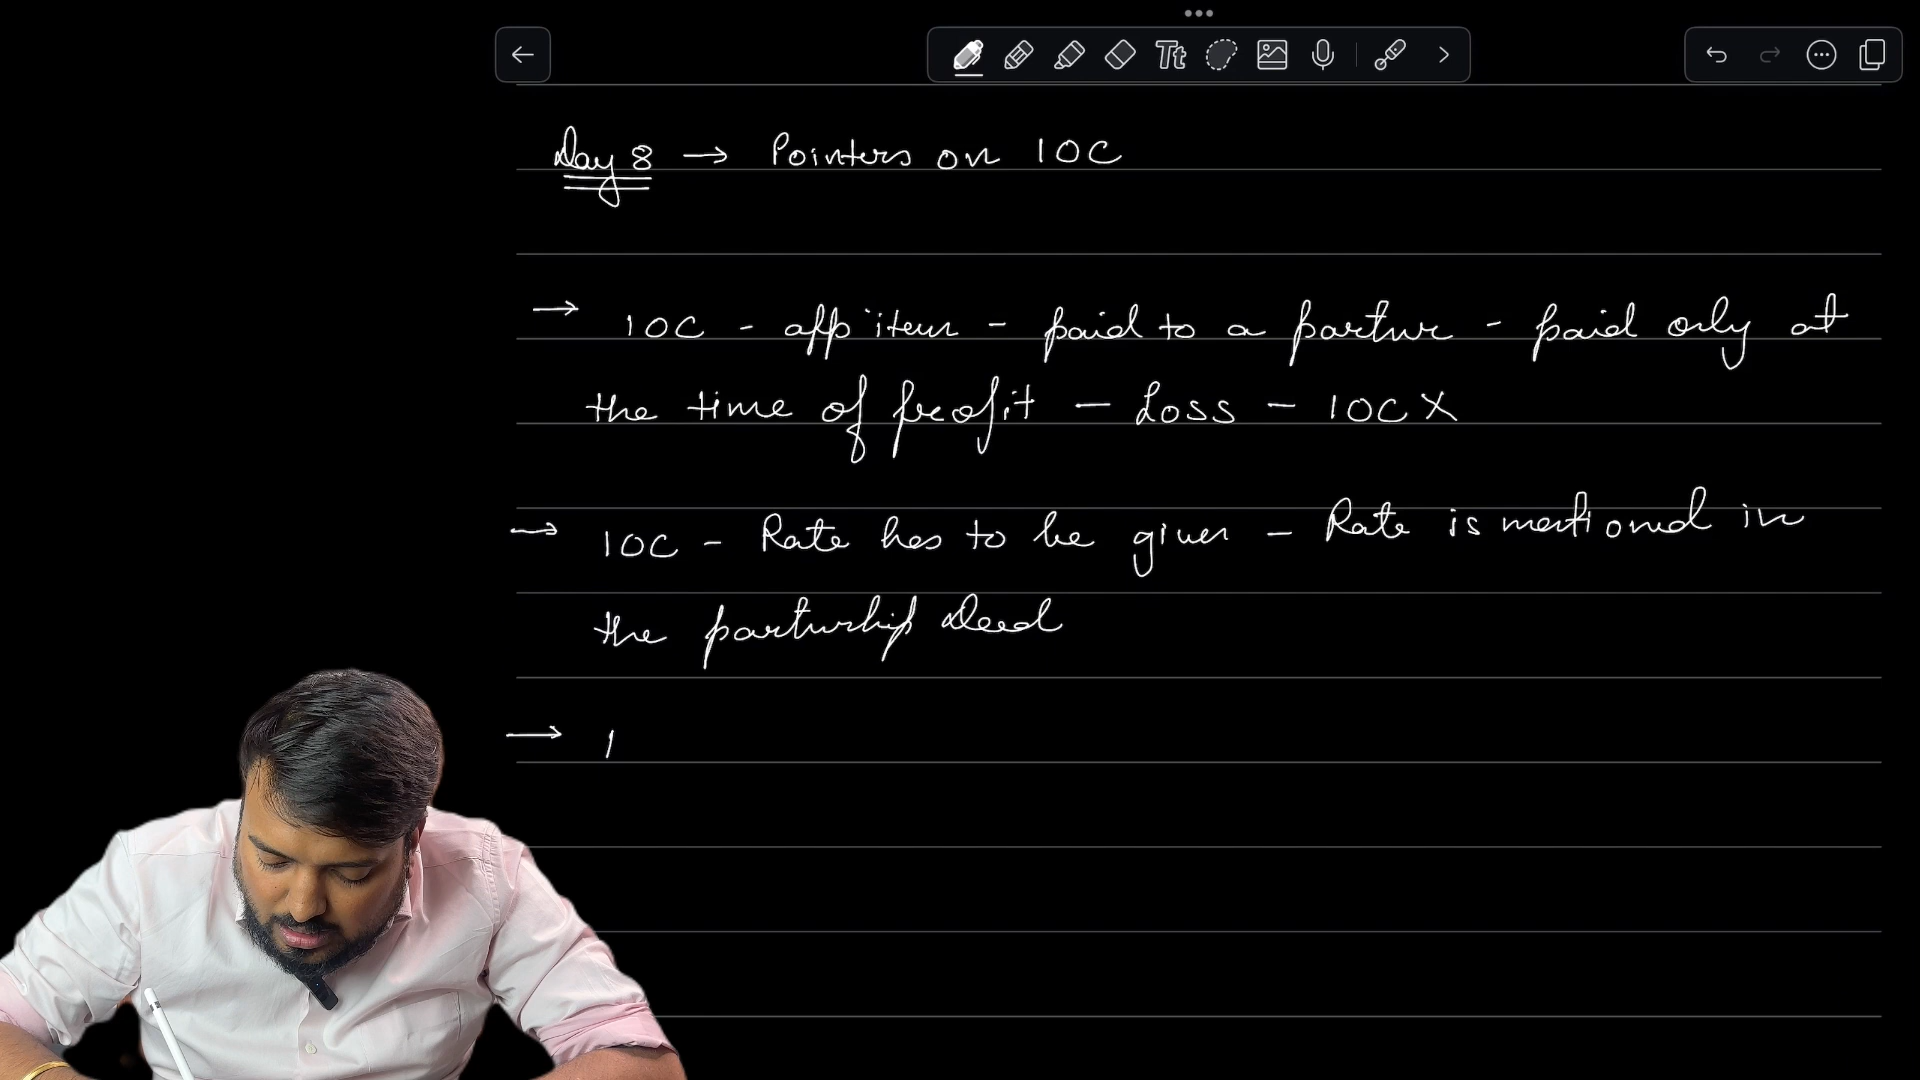 Tt
Day 8 → Pointers on IOC
→ IOC - app item - paid to a partner - paid only at
the time of profit - Loss - IOC X
→ IOC - Rate has to be given - Rate is mentioned in
the partnership Deed
→ I